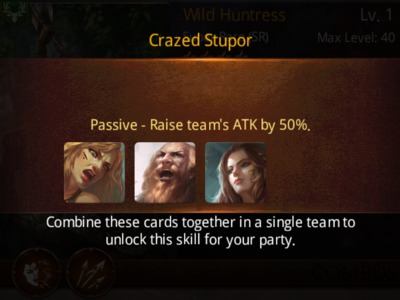 Wild Huntress
Lv. 1
Crazed Stupor
(SR)
Max Level: 40
Passive - Raise team's ATK by 50%.
Combine these cards together in a single team to
unlock this skill for your party.